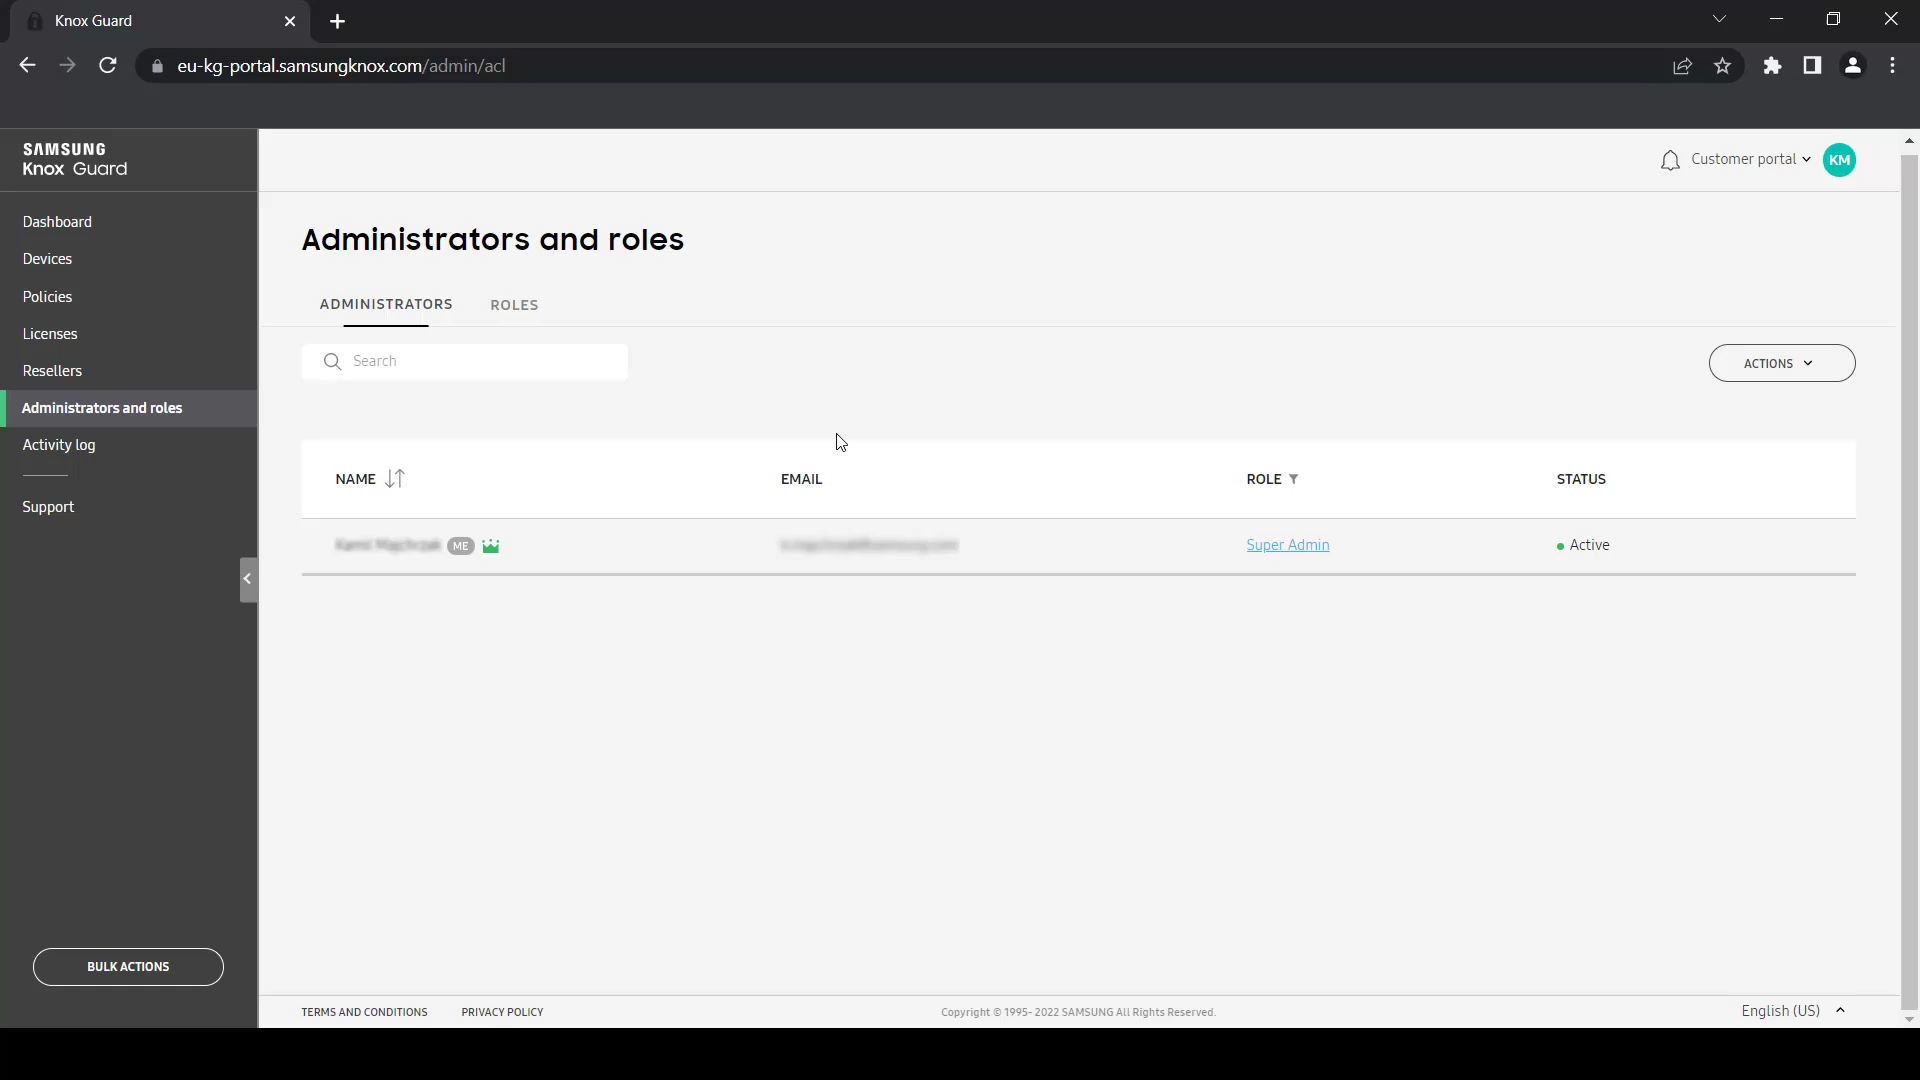 Knox Guard
eu-kg-portal.samsungknox.com/admin/acl
SAMSUNG
Knox Guard
Customer portal
KM
Dashboard
Devices
Policies
Licenses
Resellers
Administrators and roles
Activity log
Support
BULK ACTIONS
Administrators and roles
ADMINISTRATORS ROLES
Search
ACTIONS
NAME EMAIL ROLE STATUS
ME Super Admin Active
TERMS AND CONDITIONS PRIVACY POLICY Copyright © 1995- 2022 SAMSUNG All Rights Reserved. English (US)